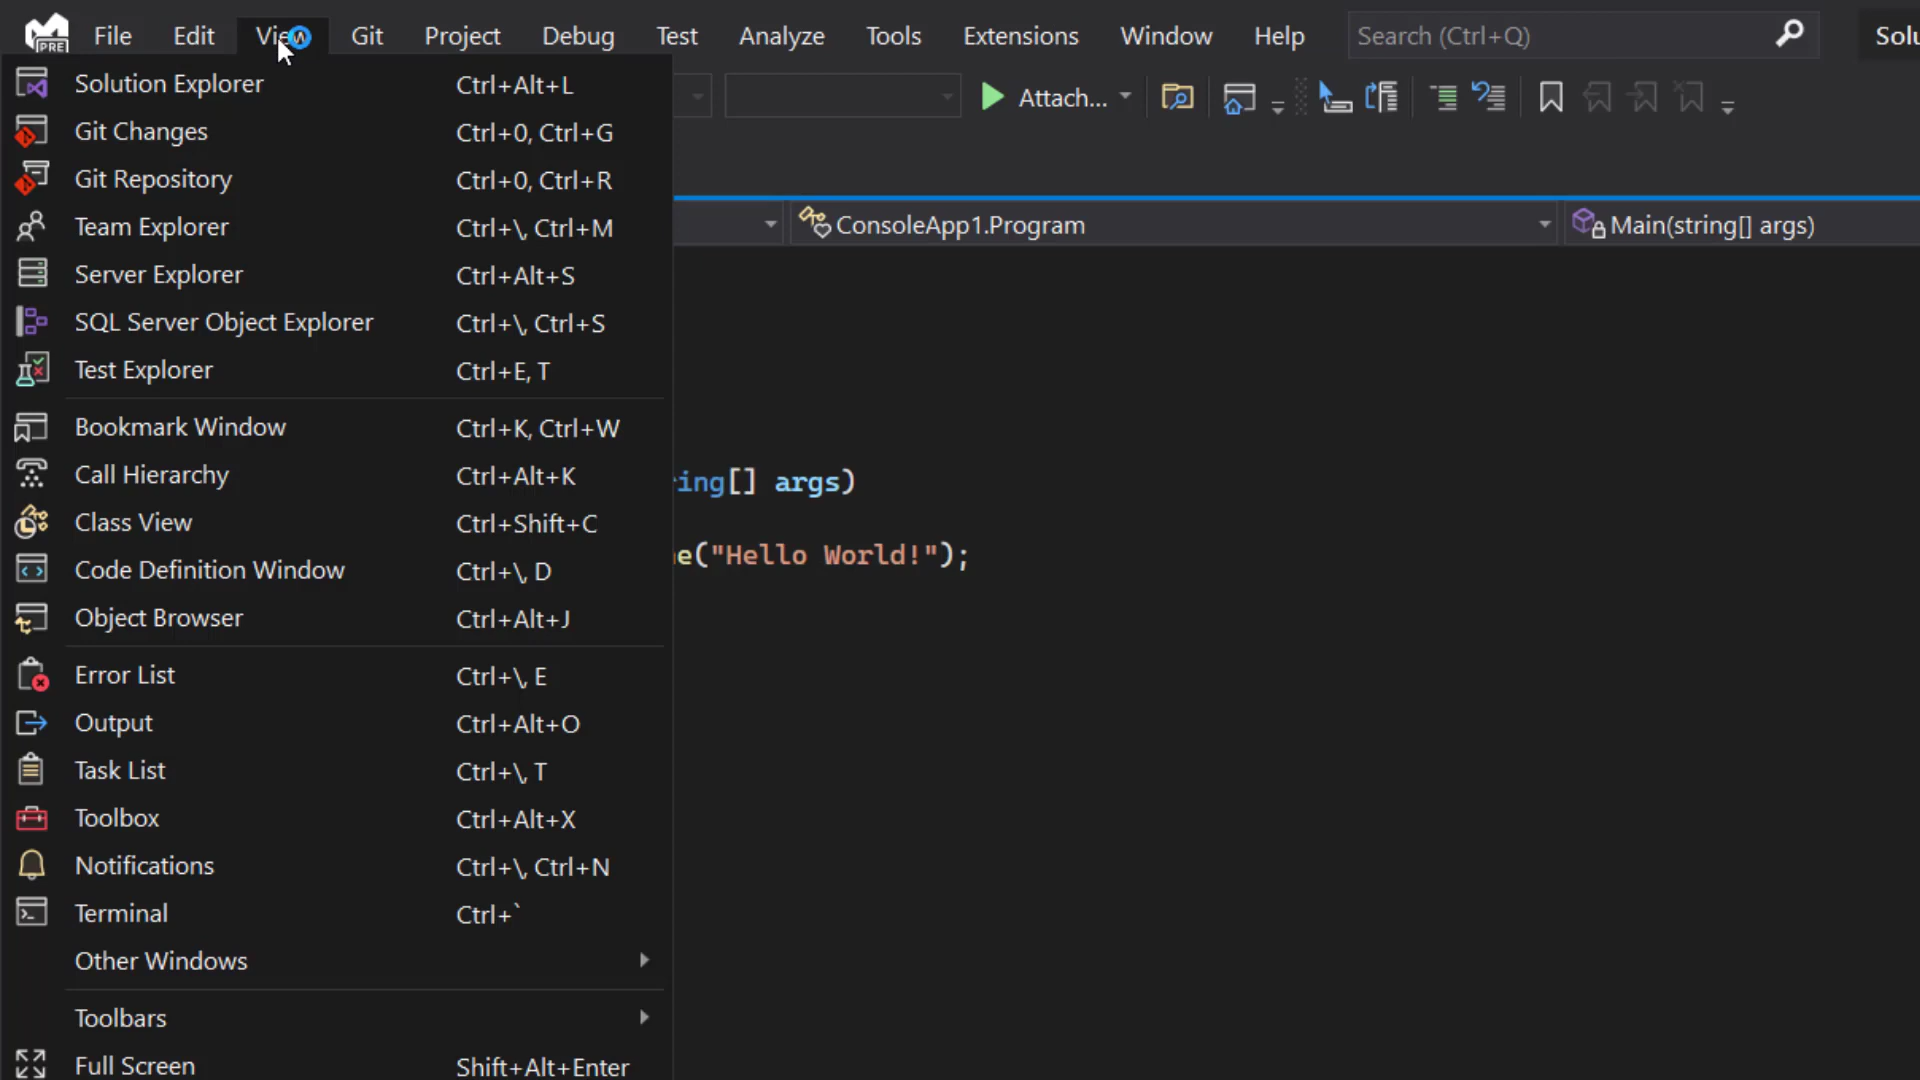 PRE File Edit View Git Project Debug Test Analyze Tools Extensions Window Help Search (Ctrl+Q) Solu
Attach...
ConsoleApp1.Program Main(string[] args)
Solution Explorer Ctrl+Alt+L
Git Changes Ctrl+0, Ctrl+G
Git Repository Ctrl+0, Ctrl+R
Team Explorer Ctrl+\, Ctrl+M
Server Explorer Ctrl+Alt+S
SQL Server Object Explorer Ctrl+\, Ctrl+S
Test Explorer Ctrl+E, T
Bookmark Window Ctrl+K, Ctrl+W
Call Hierarchy Ctrl+Alt+K
Class View Ctrl+Shift+C
Code Definition Window Ctrl+\, D
Object Browser Ctrl+Alt+J
Error List Ctrl+\, E
Output Ctrl+Alt+O
Task List Ctrl+\, T
Toolbox Ctrl+Alt+X
Notifications Ctrl+\, Ctrl+N
Terminal Ctrl+`
Other Windows
Toolbars
Full Screen Shift+Alt+Enter
ring[] args)
e("Hello World!");